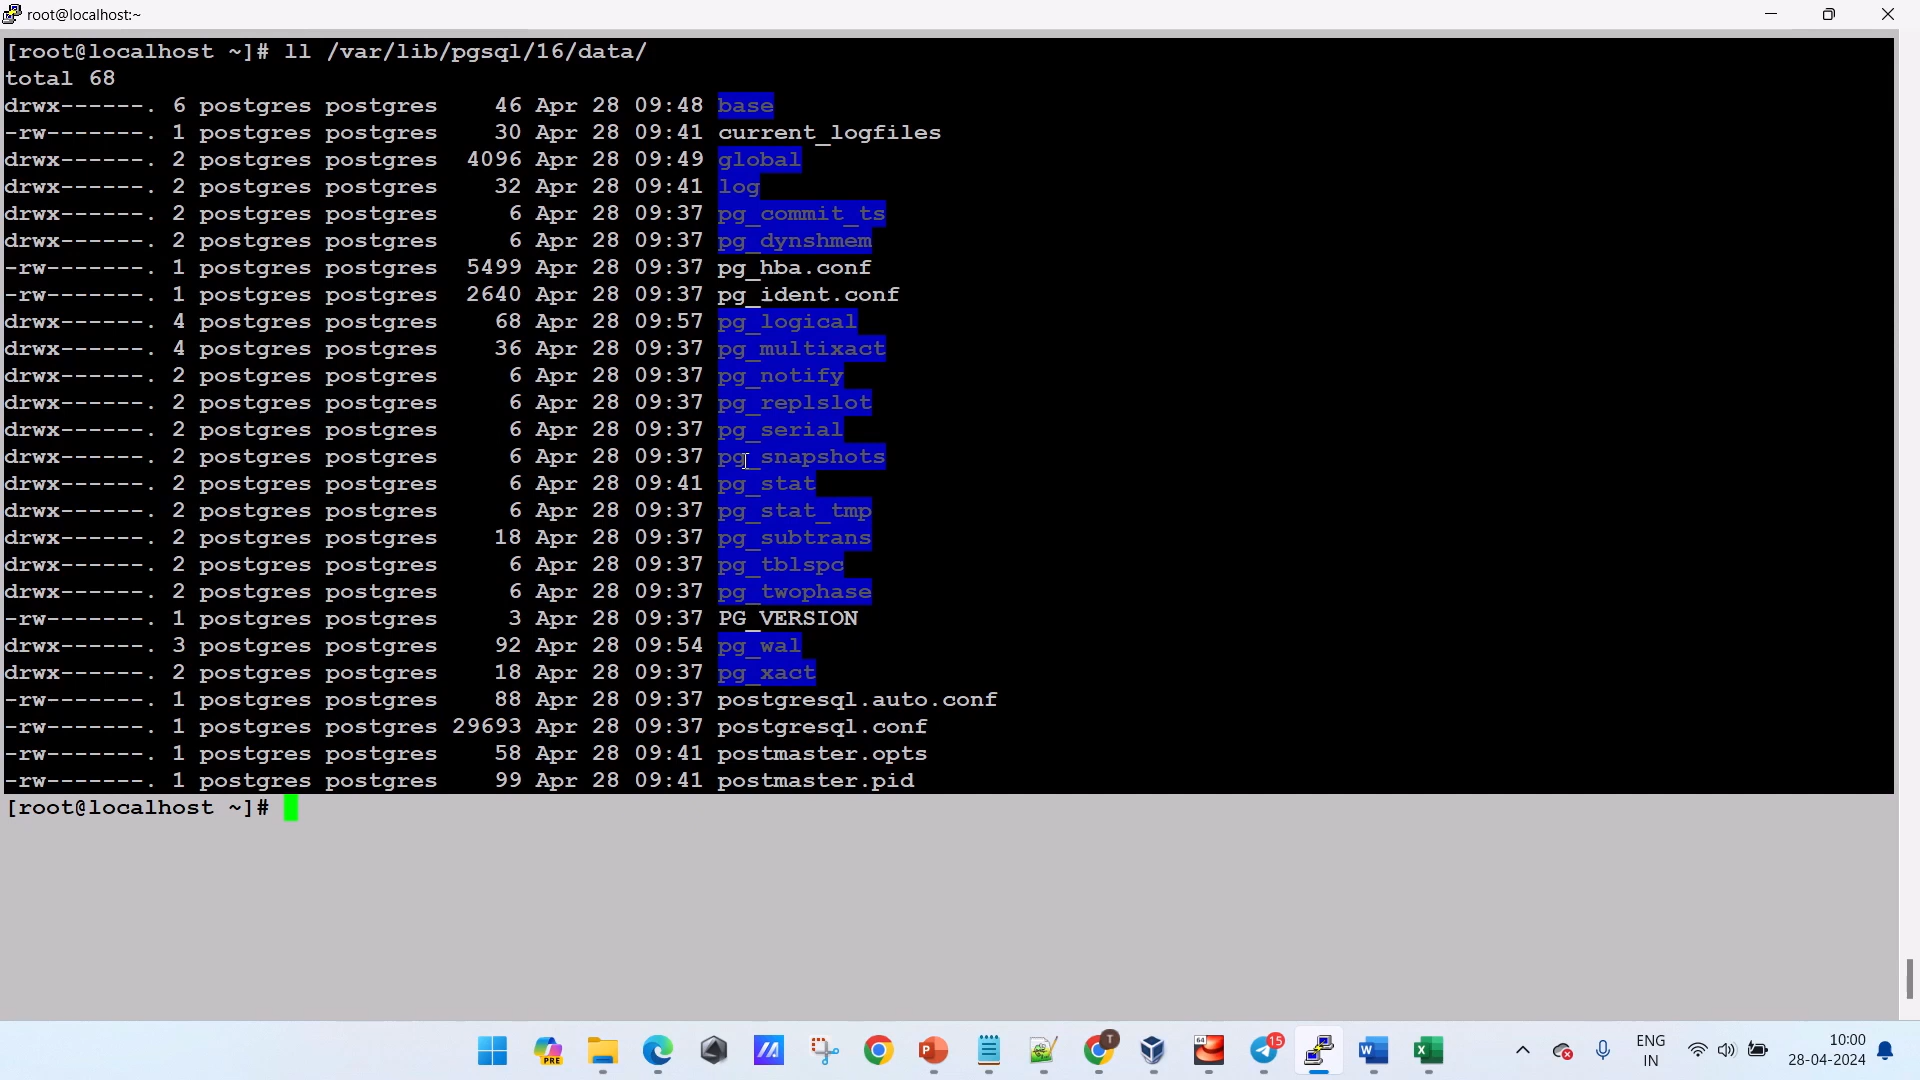 root@localhost:~
[root@localhost ~]# ll /var/lib/pgsql/16/data/
total 68
drwx------. 6 postgres postgres    46 Apr 28 09:48 base
-rw-------. 1 postgres postgres    30 Apr 28 09:41 current_logfiles
drwx------. 2 postgres postgres  4096 Apr 28 09:49 global
drwx------. 2 postgres postgres    32 Apr 28 09:41 log
drwx------. 2 postgres postgres     6 Apr 28 09:37 pg_commit_ts
drwx------. 2 postgres postgres     6 Apr 28 09:37 pg_dynshmem
-rw-------. 1 postgres postgres  5499 Apr 28 09:37 pg_hba.conf
-rw-------. 1 postgres postgres  2640 Apr 28 09:37 pg_ident.conf
drwx------. 4 postgres postgres    68 Apr 28 09:57 pg_logical
drwx------. 4 postgres postgres    36 Apr 28 09:37 pg_multixact
drwx------. 2 postgres postgres     6 Apr 28 09:37 pg_notify
drwx------. 2 postgres postgres     6 Apr 28 09:37 pg_replslot
drwx------. 2 postgres postgres     6 Apr 28 09:37 pg_serial
drwx------. 2 postgres postgres     6 Apr 28 09:37 pg_snapshots
drwx------. 2 postgres postgres     6 Apr 28 09:41 pg_stat
drwx------. 2 postgres postgres     6 Apr 28 09:37 pg_stat_tmp
drwx------. 2 postgres postgres    18 Apr 28 09:37 pg_subtrans
drwx------. 2 postgres postgres     6 Apr 28 09:37 pg_tblspc
drwx------. 2 postgres postgres     6 Apr 28 09:37 pg_twophase
-rw-------. 1 postgres postgres     3 Apr 28 09:37 PG_VERSION
drwx------. 3 postgres postgres    92 Apr 28 09:54 pg_wal
drwx------. 2 postgres postgres    18 Apr 28 09:37 pg_xact
-rw-------. 1 postgres postgres    88 Apr 28 09:37 postgresql.auto.conf
-rw-------. 1 postgres postgres 29693 Apr 28 09:37 postgresql.conf
-rw-------. 1 postgres postgres    58 Apr 28 09:41 postmaster.opts
-rw-------. 1 postgres postgres    99 Apr 28 09:41 postmaster.pid
[root@localhost ~]#
PRE
P
T
64
15
W
X
ENG
IN
10:00
28-04-2024